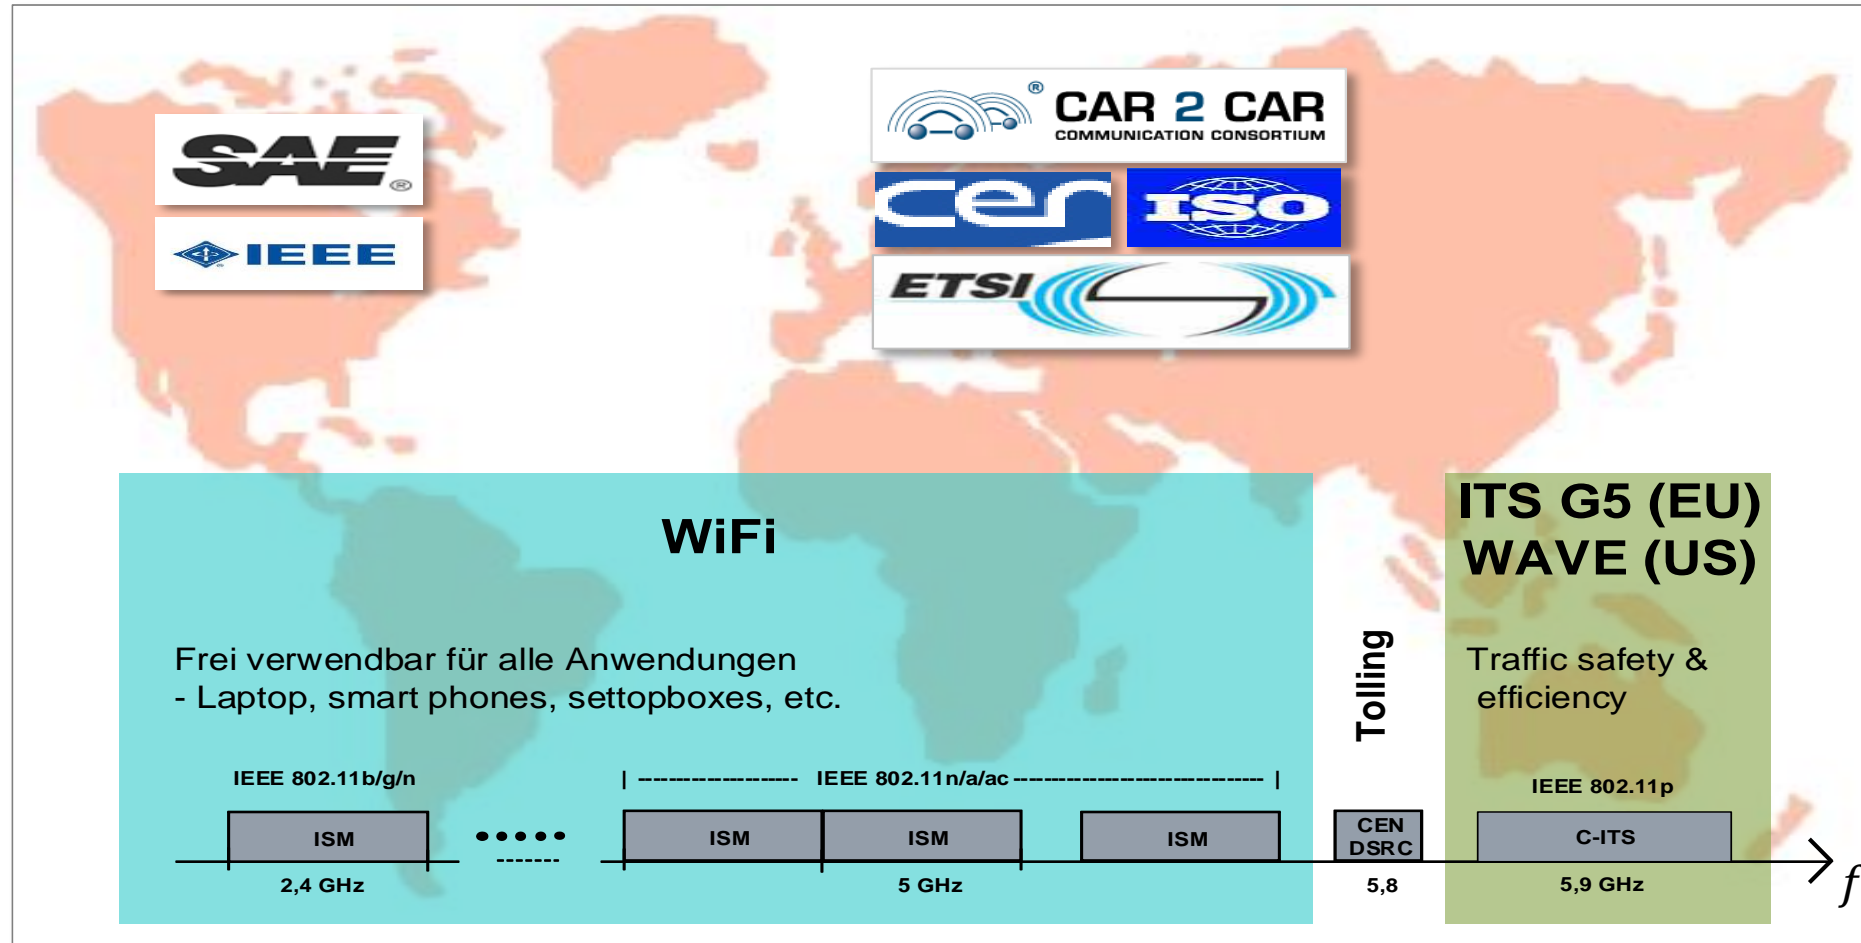 SAE®
IEEE
®
CAR 2 CAR
COMMUNICATION CONSORTIUM
cen
ISO
ETSI
WiFi
ITS G5 (EU)
WAVE (US)
Frei verwendbar für alle Anwendungen
- Laptop, smart phones, settopboxes, etc.
Tolling
Traffic safety &
efficiency
IEEE 802.11b/g/n
| --------------------- IEEE 802.11n/a/ac --------------------------------- |
IEEE 802.11p
ISM
•••••
-------
ISM
ISM
ISM
CEN
DSRC
C-ITS
2,4 GHz
5 GHz
5,8
5,9 GHz
f